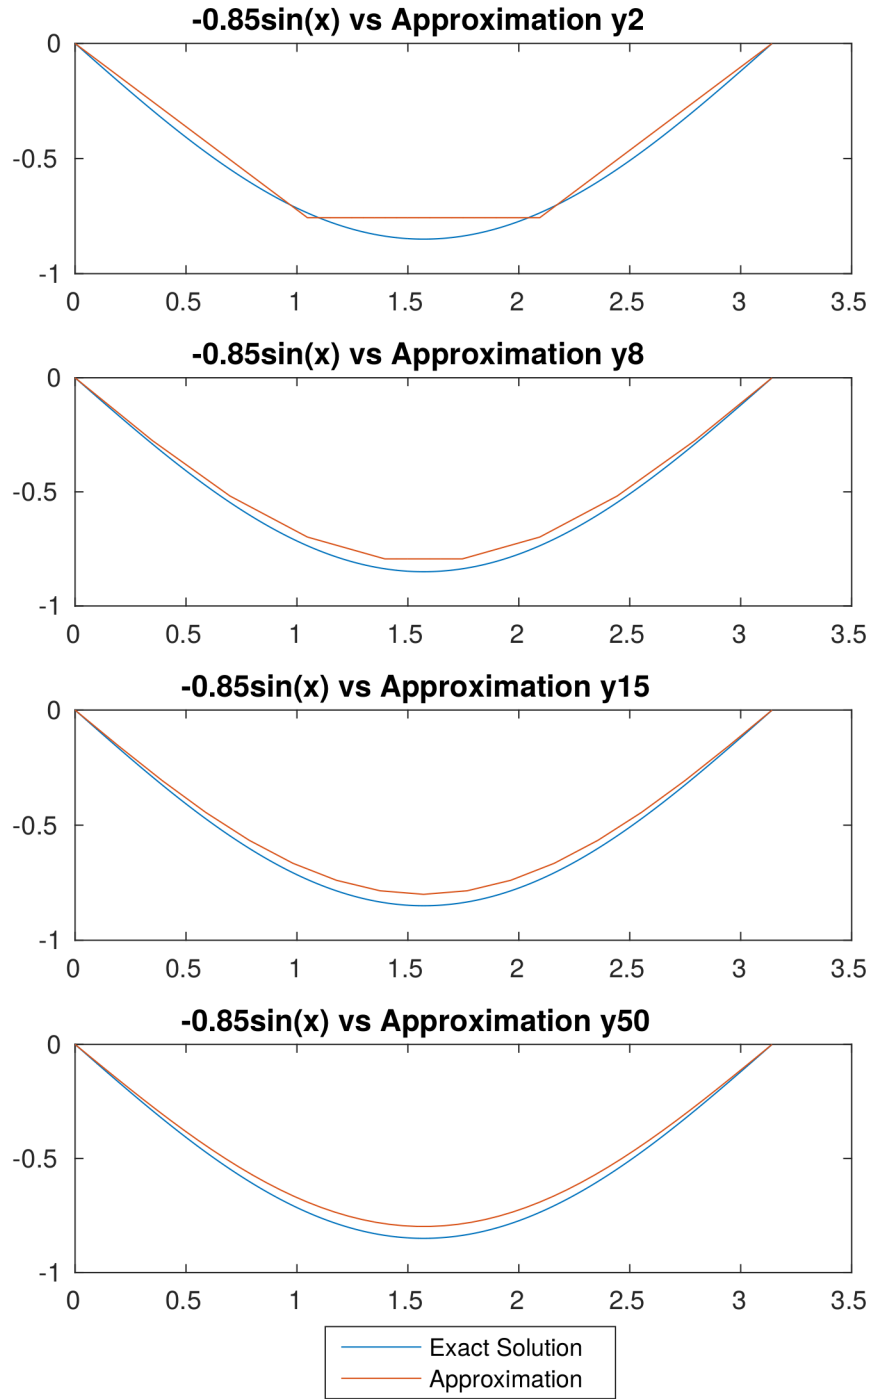 -0.85sin(x) vs Approximation y2
0
-0.5
-1
0 0.5 1 1.5 2 2.5 3 3.5
-0.85sin(x) vs Approximation y8
0
-0.5
-1
0 0.5 1 1.5 2 2.5 3 3.5
-0.85sin(x) vs Approximation y15
0
-0.5
-1
0 0.5 1 1.5 2 2.5 3 3.5
-0.85sin(x) vs Approximation y50
0
-0.5
-1
0 0.5 1 1.5 2 2.5 3 3.5
Exact Solution
Approximation